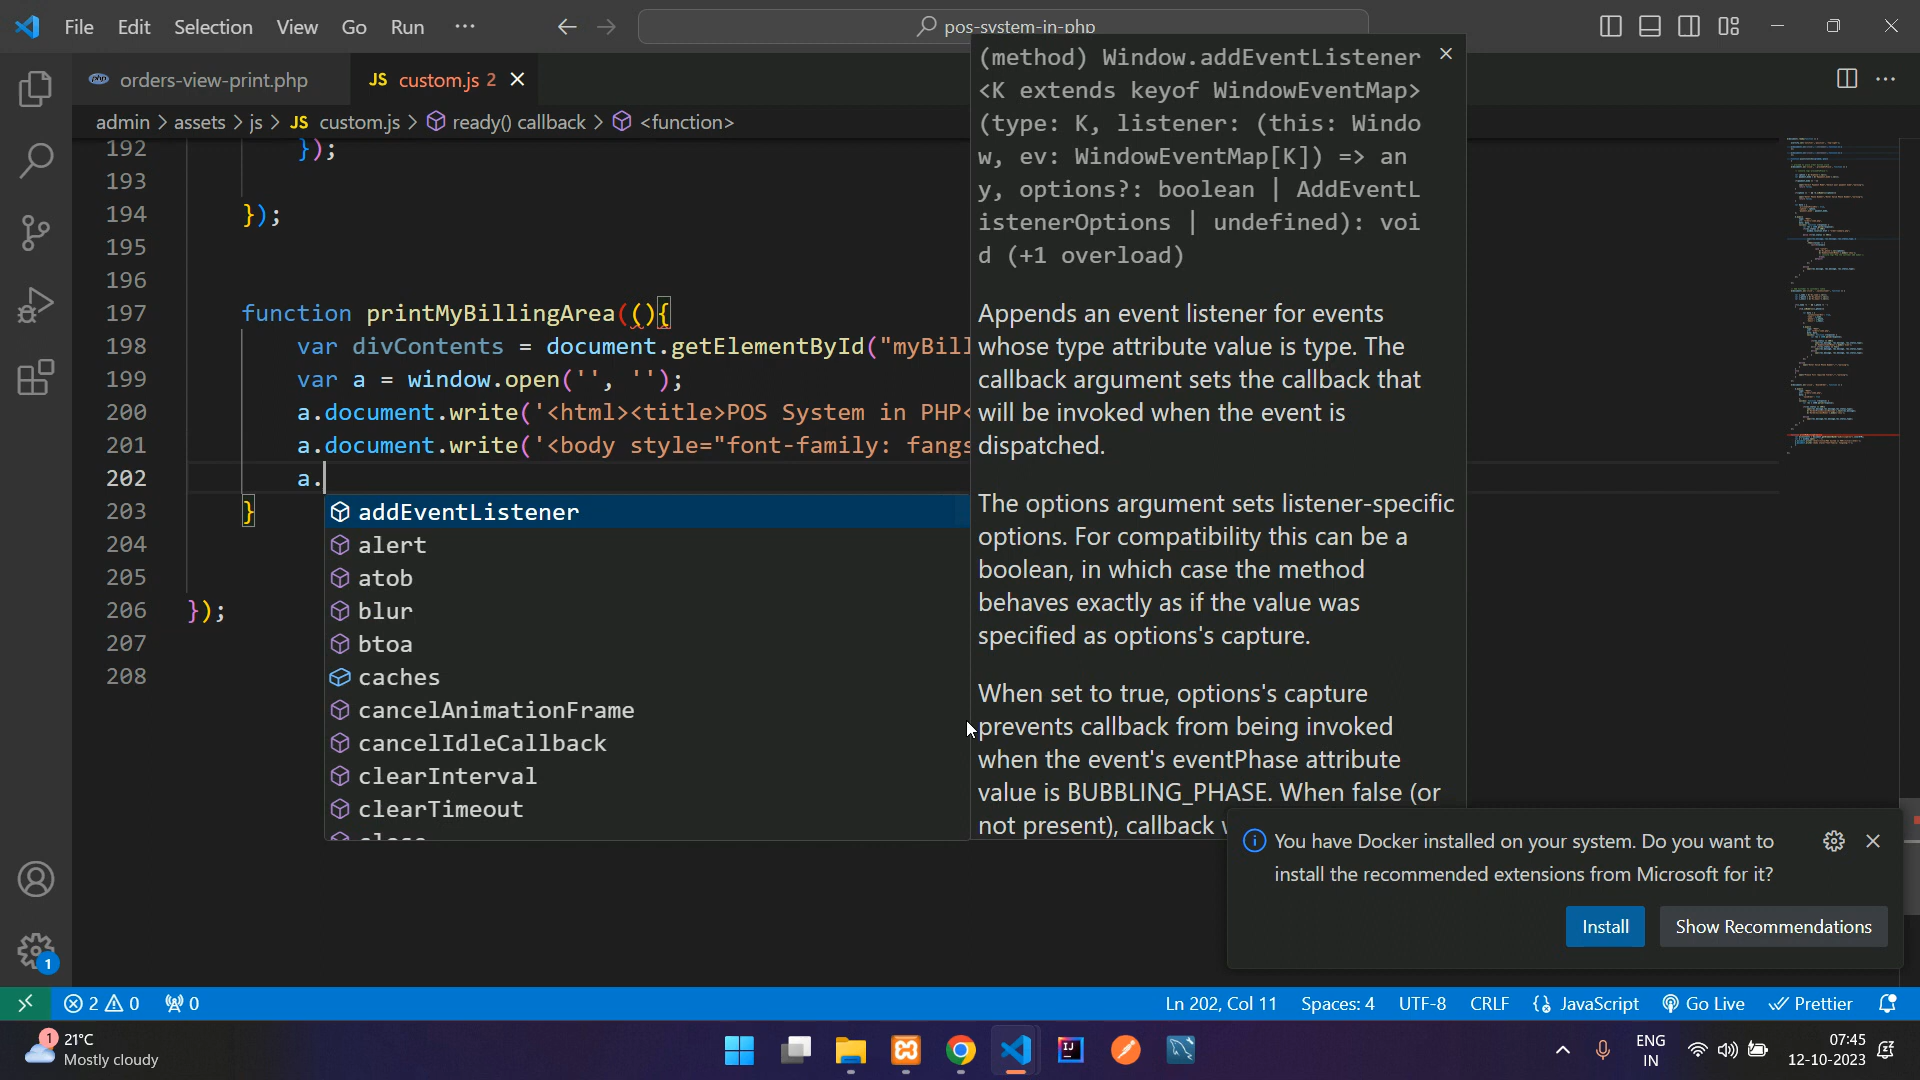 File Edit Selection View Go Run ···
pos-system-in-php
orders-view-print.php
JS custom.js 2
admin > assets > js > JS custom.js > ready() callback > <function>
192 });
193
194 });
195
196
197 function printMyBillingArea((){
198 var divContents = document.getElementById("myBill
199 var a = window.open('', '');
200 a.document.write('<html><title>POS System in PHP<
201 a.document.write('<body style="font-family: fangs
202 a.
203 }
204
205
206 });
207
208
addEventListener
alert
atob
blur
btoa
caches
cancelAnimationFrame
cancelIdleCallback
clearInterval
clearTimeout
(method) Window.addEventListener
<K extends keyof WindowEventMap>
(type: K, listener: (this: Windo
w, ev: WindowEventMap[K]) => an
y, options?: boolean | AddEventL
istenerOptions | undefined): voi
d (+1 overload)
Appends an event listener for events
whose type attribute value is type. The
callback argument sets the callback that
will be invoked when the event is
dispatched.
The options argument sets listener-specific
options. For compatibility this can be a
boolean, in which case the method
behaves exactly as if the value was
specified as options's capture.
When set to true, options's capture
prevents callback from being invoked
when the event's eventPhase attribute
value is BUBBLING_PHASE. When false (or
not present), callback
You have Docker installed on your system. Do you want to
install the recommended extensions from Microsoft for it?
Install
Show Recommendations
1
2 0 0
Ln 202, Col 11 Spaces: 4 UTF-8 CRLF JavaScript Go Live Prettier
1
21°C
Mostly cloudy
ENG
IN
07:45
12-10-2023